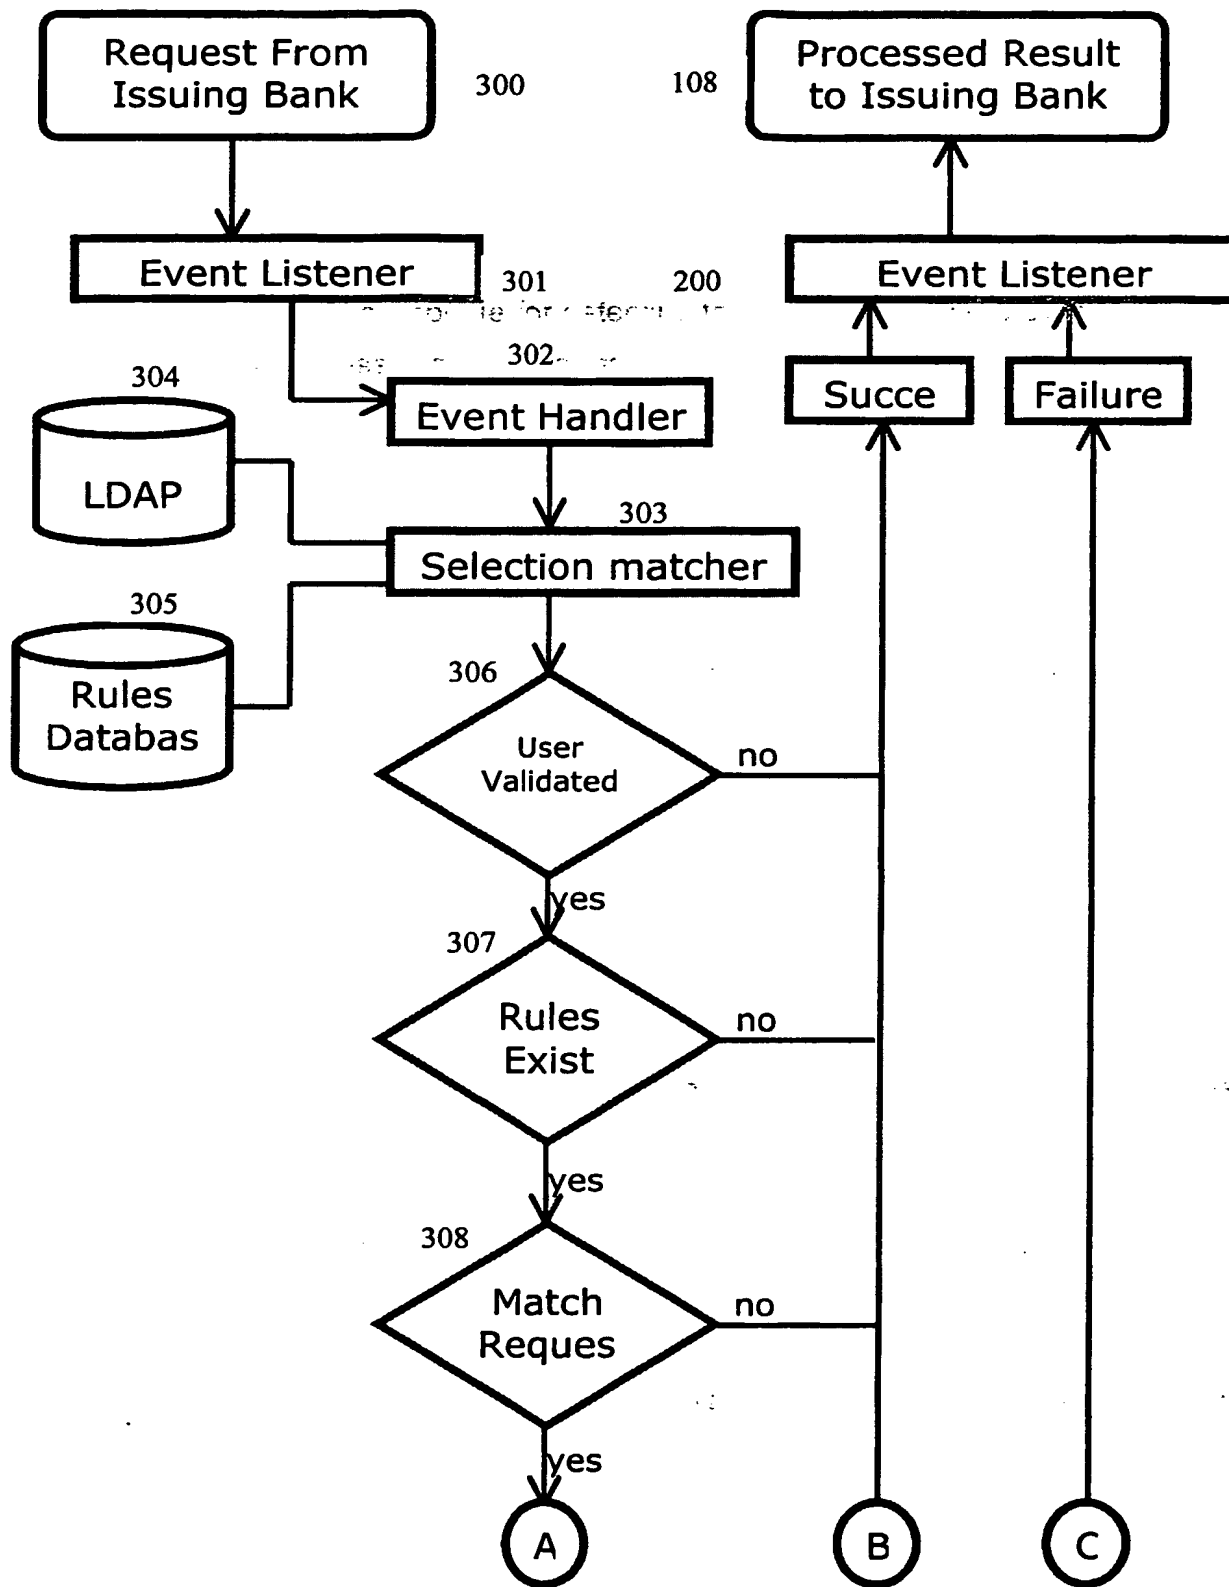 Request From
Issuing Bank
300
108
Processed Result
to Issuing Bank
Event Listener
301
200
Event Listener
302
304
Event Handler
Succe
Failure
LDAP
303
Selection matcher
305
Rules
Databas
306
User
Validated
no
yes
307
Rules
Exist
no
yes
308
Match
Reques
no
yes
A
B
C